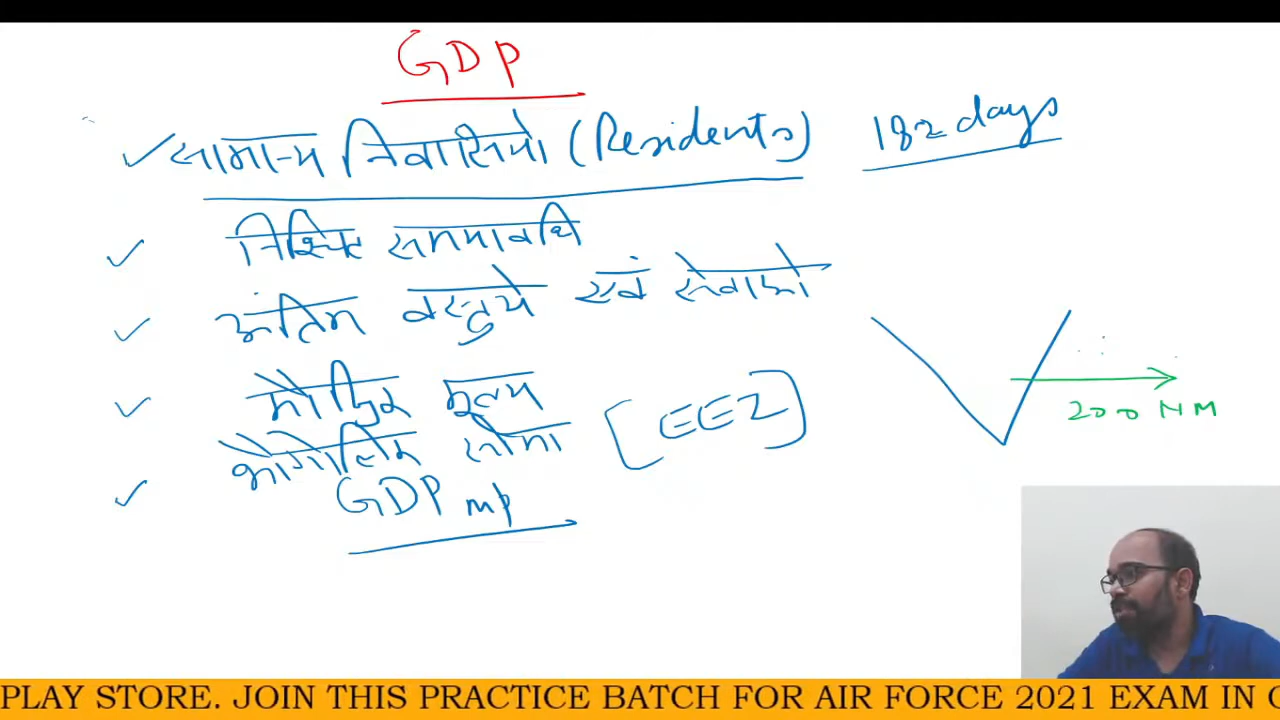 GDP
सामान्य निवासियो (Residents) 182 days
निश्चित समयावधि
अंतिम वस्तुये एवं सेवाओ
मौद्रिक मूल्य
[EEZ]
200 NM
भौगोलिक सीमा
GDP mp
PLAY STORE. JOIN THIS PRACTICE BATCH FOR AIR FORCE 2021 EXAM IN